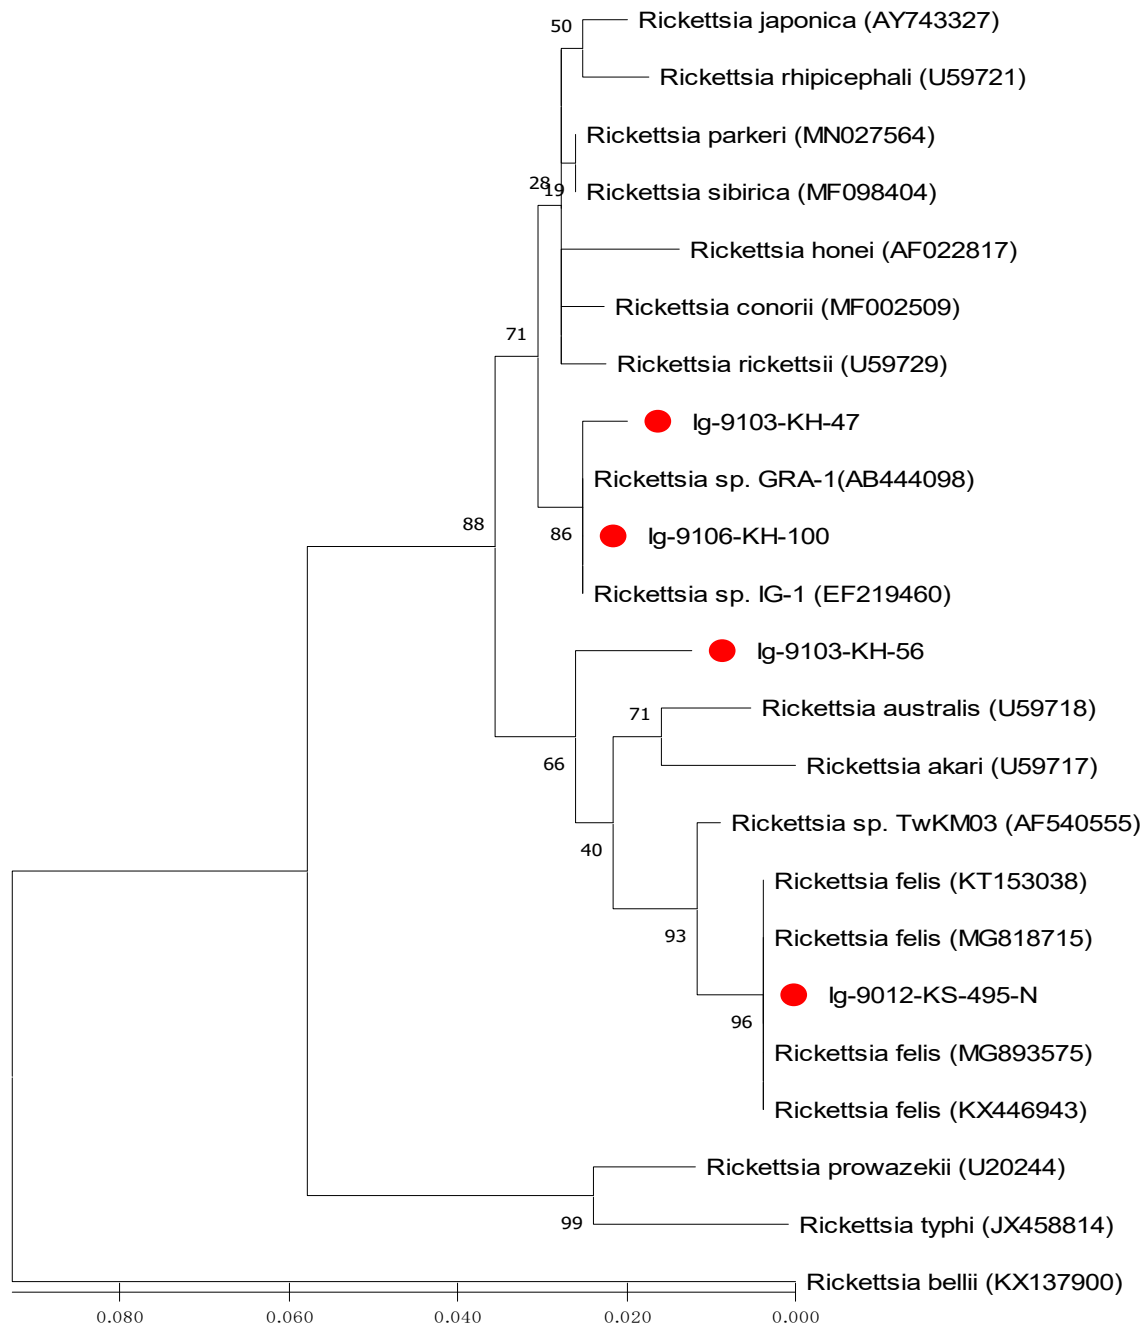 50
Rickettsia japonica (AY743327)
Rickettsia rhipicephali (U59721)
Rickettsia parkeri (MN027564)
28
19
Rickettsia sibirica (MF098404)
Rickettsia honei (AF022817)
Rickettsia conorii (MF002509)
71
Rickettsia rickettsii (U59729)
Ig-9103-KH-47
Rickettsia sp. GRA-1(AB444098)
88
86
Ig-9106-KH-100
Rickettsia sp. IG-1 (EF219460)
Ig-9103-KH-56
71
Rickettsia australis (U59718)
66
Rickettsia akari (U59717)
Rickettsia sp. TwKM03 (AF540555)
40
Rickettsia felis (KT153038)
93
Rickettsia felis (MG818715)
Ig-9012-KS-495-N
96
Rickettsia felis (MG893575)
Rickettsia felis (KX446943)
Rickettsia prowazekii (U20244)
99
Rickettsia typhi (JX458814)
Rickettsia bellii (KX137900)
0.080 0.060 0.040 0.020 0.000